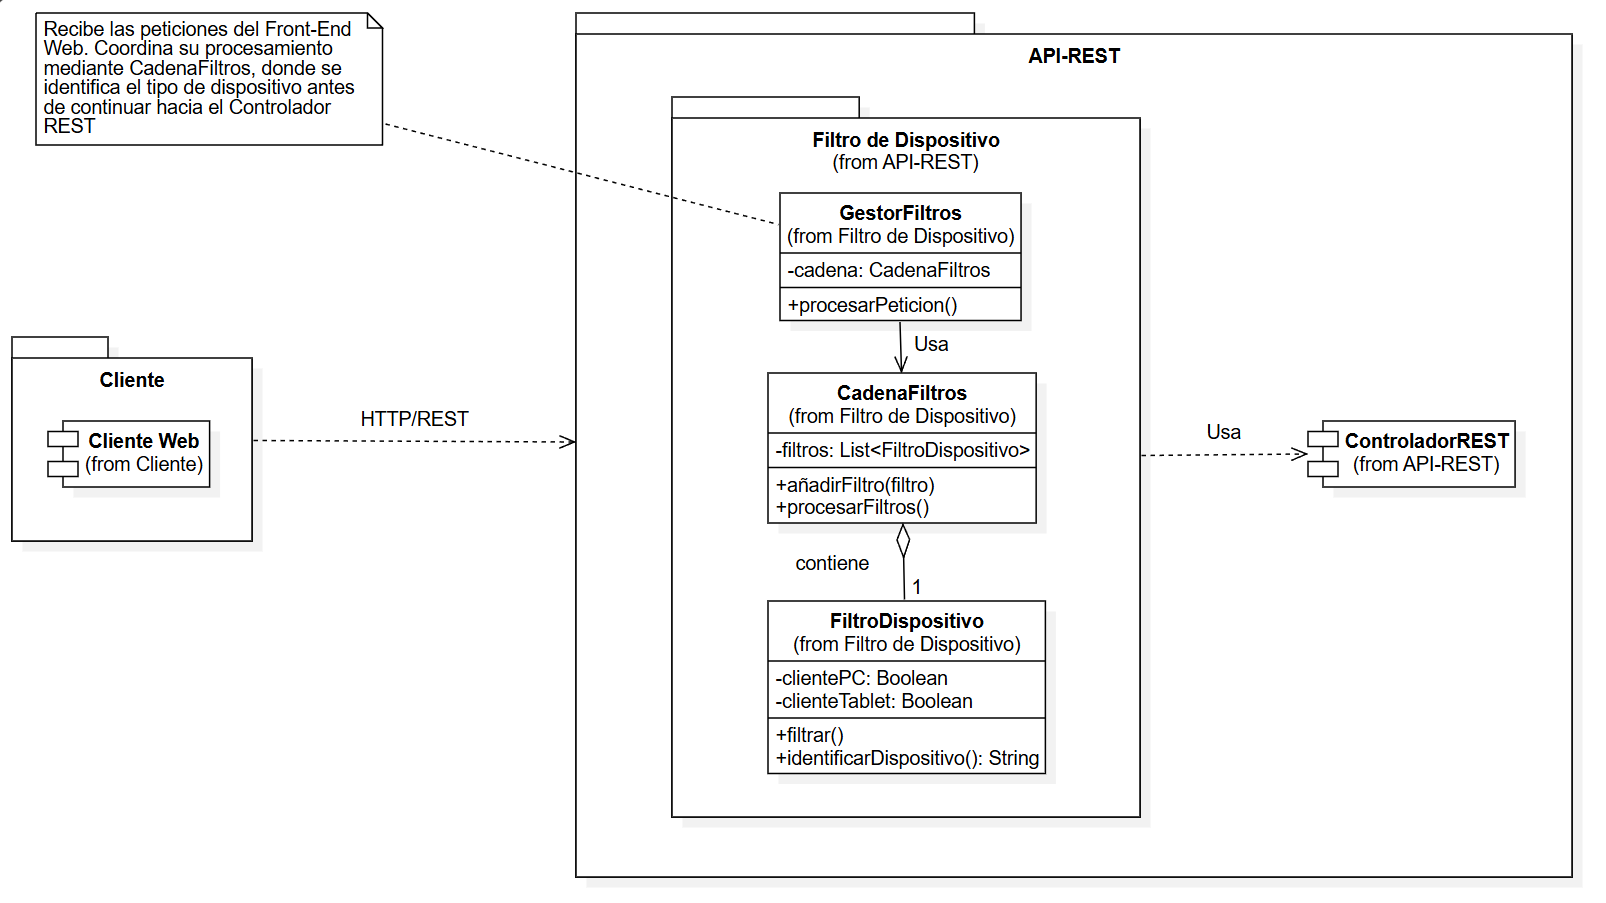 Recibe las peticiones del Front-End
Web. Coordina su procesamiento
mediante CadenaFiltros, donde se
identifica el tipo de dispositivo antes
de continuar hacia el Controlador
REST
API-REST
Filtro de Dispositivo
(from API-REST)
GestorFiltros
(from Filtro de Dispositivo)
-cadena: CadenaFiltros
+procesarPeticion()
Usa
Cliente
Cliente Web
(from Cliente)
HTTP/REST
CadenaFiltros
(from Filtro de Dispositivo)
-filtros: List<FiltroDispositivo>
+añadirFiltro(filtro)
+procesarFiltros()
Usa
ControladorREST
(from API-REST)
contiene
1
FiltroDispositivo
(from Filtro de Dispositivo)
-clientePC: Boolean
-clienteTablet: Boolean
+filtrar()
+identificarDispositivo(): String